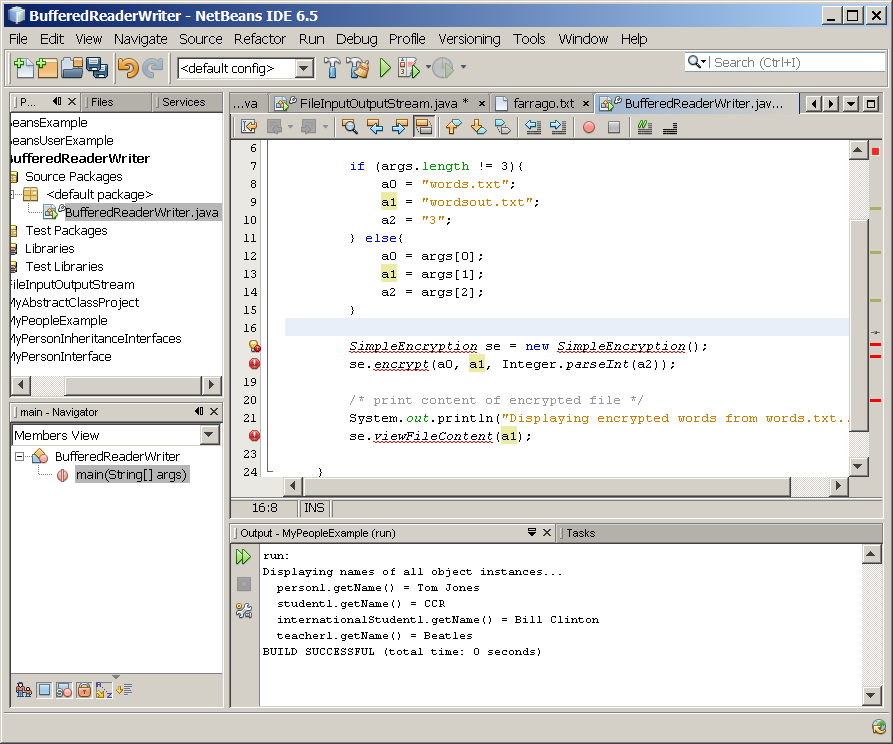 BufferedReaderWriter - NetBeans IDE 6.5
File Edit View Navigate Source Refactor Run Debug Profile Versioning Tools Window Help
<default config>
Search (Ctrl+I)
P... Files Services
...va FileInputOutputStream.java * farrago.txt BufferedReaderWriter.jav...
BeansExample
BeansUserExample
BufferedReaderWriter
Source Packages
<default package>
BufferedReaderWriter.java
Test Packages
Libraries
Test Libraries
FileInputOutputStream
MyAbstractClassProject
MyPeopleExample
MyPersonInheritanceInterfaces
MyPersonInterface
main - Navigator
Members View
BufferedReaderWriter
main(String[] args)
6
7 if (args.length != 3){
8 a0 = "words.txt";
9 a1 = "wordsout.txt";
10 a2 = "3";
11 } else{
12 a0 = args[0];
13 a1 = args[1];
14 a2 = args[2];
15 }
16
SimpleEncryption se = new SimpleEncryption();
se.encrypt(a0, a1, Integer.parseInt(a2));
19
20 /* print content of encrypted file */
21 System.out.println("Displaying encrypted words from words.txt..
se.viewFileContent(a1);
23
24 }
16:8 INS
Output - MyPeopleExample (run) Tasks
run:
Displaying names of all object instances...
person1.getName() = Tom Jones
student1.getName() = CCR
internationalStudent1.getName() = Bill Clinton
teacher1.getName() = Beatles
BUILD SUCCESSFUL (total time: 0 seconds)